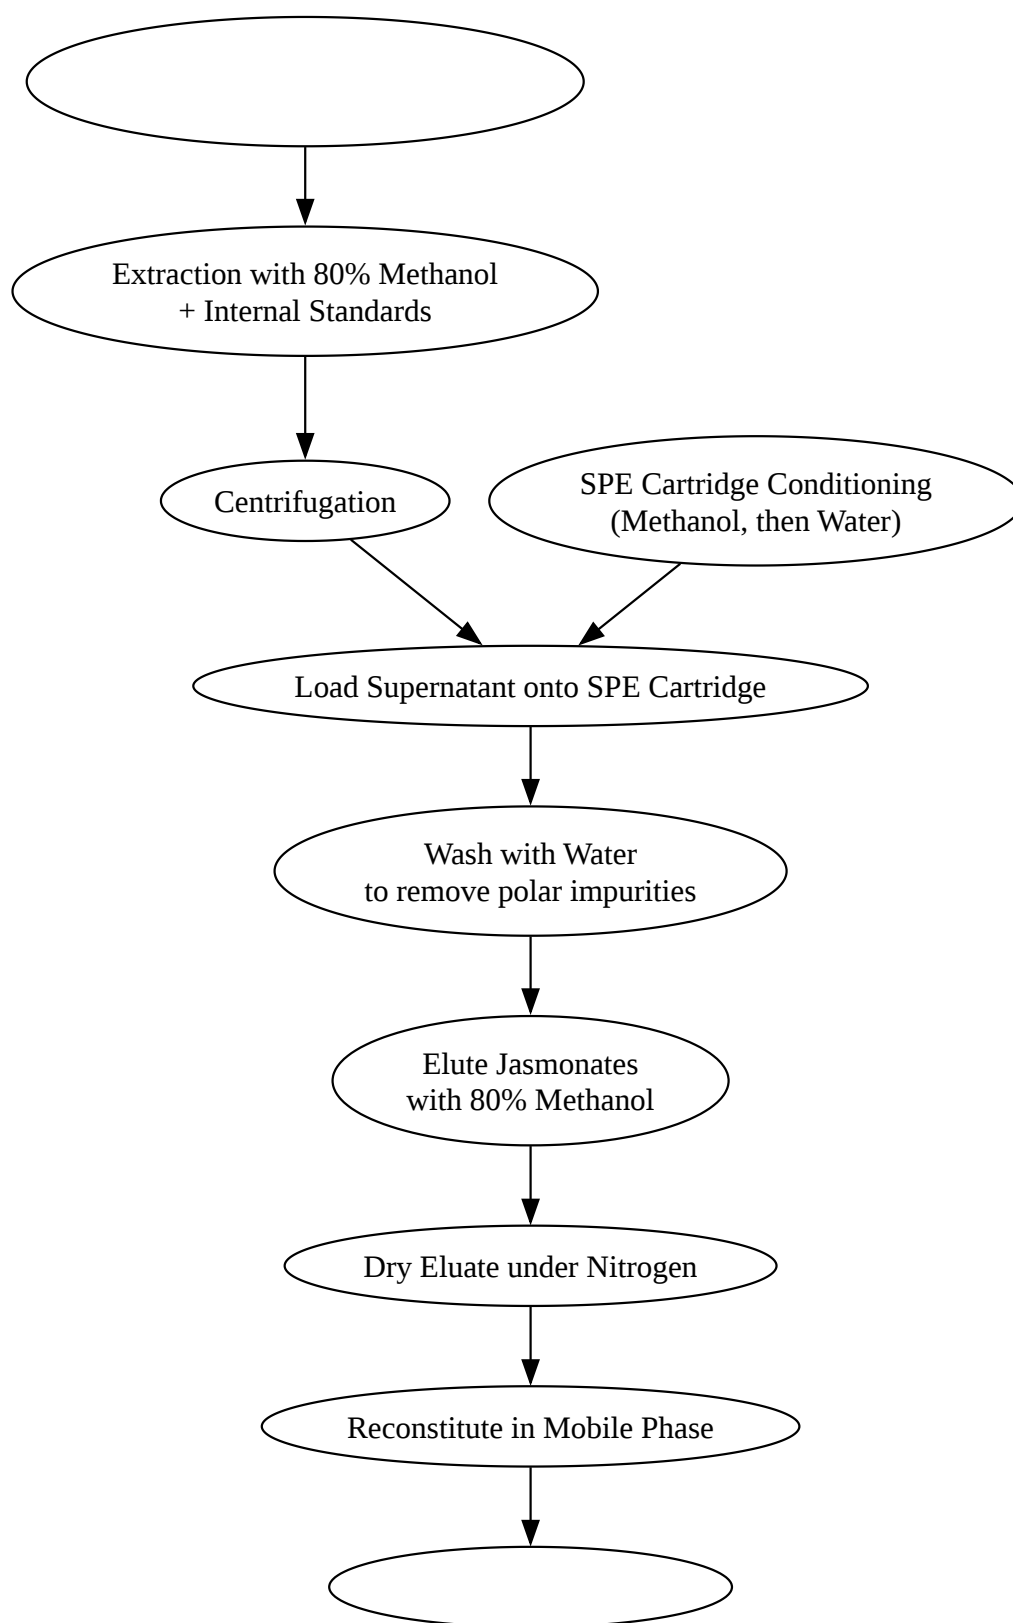 Extraction with 80% Methanol
+ Internal Standards
Centrifugation
SPE Cartridge Conditioning
(Methanol, then Water)
Load Supernatant onto SPE Cartridge
Wash with Water
to remove polar impurities
Elute Jasmonates
with 80% Methanol
Dry Eluate under Nitrogen
Reconstitute in Mobile Phase